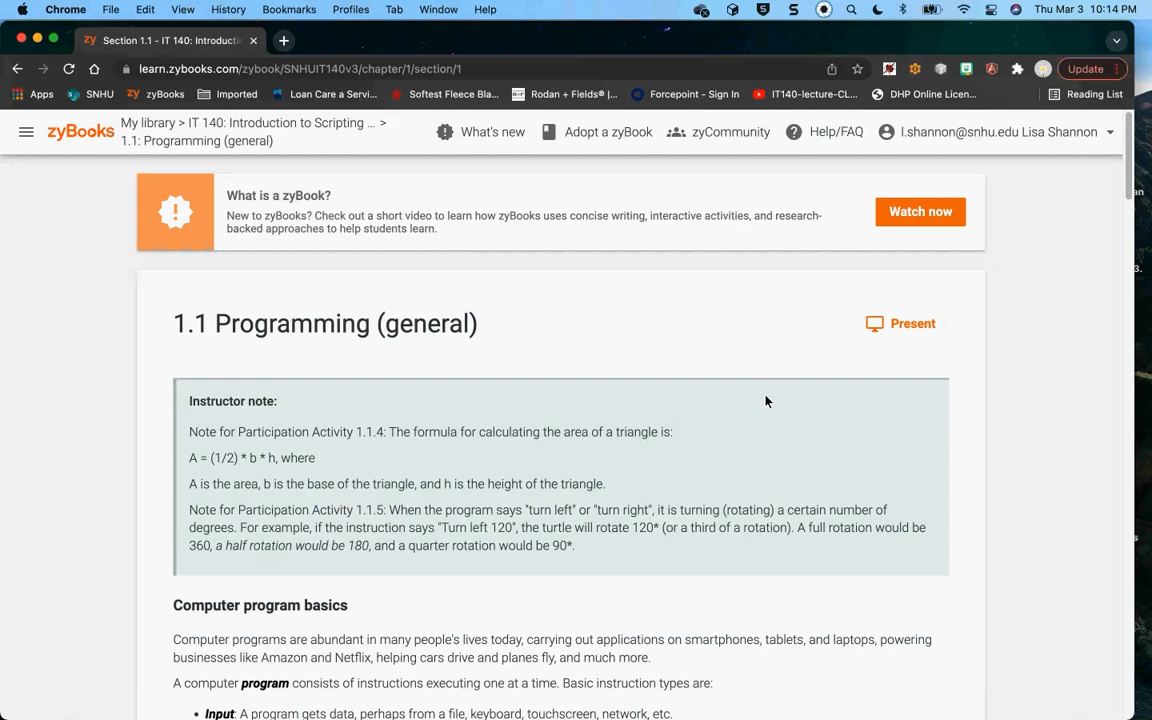 Chrome File Edit View History Bookmarks Profiles Tab Window Help Thu Mar 3 10:14 PM
zy Section 1.1 - IT 140: Introducti
learn.zybooks.com/zybook/SNHUIT140v3/chapter/1/section/1 Update
Apps SNHU zy zyBooks Imported Loan Care a Servi... Softest Fleece Bla... R+F Rodan + Fields® |... Forcepoint - Sign In IT140-lecture-CL... DHP Online Licen... Reading List
zyBooks My library > IT 140: Introduction to Scripting ... > What's new Adopt a zyBook zyCommunity Help/FAQ l.shannon@snhu.edu Lisa Shannon
1.1: Programming (general)
What is a zyBook?
New to zyBooks? Check out a short video to learn how zyBooks uses concise writing, interactive activities, and research-
backed approaches to help students learn.
Watch now
1.1 Programming (general)
Present
Instructor note:
Note for Participation Activity 1.1.4: The formula for calculating the area of a triangle is:
A = (1/2) * b * h, where
A is the area, b is the base of the triangle, and h is the height of the triangle.
Note for Participation Activity 1.1.5: When the program says "turn left" or "turn right", it is turning (rotating) a certain number of
degrees. For example, if the instruction says "Turn left 120", the turtle will rotate 120* (or a third of a rotation). A full rotation would be
360, a half rotation would be 180, and a quarter rotation would be 90*.
Computer program basics
Computer programs are abundant in many people's lives today, carrying out applications on smartphones, tablets, and laptops, powering
businesses like Amazon and Netflix, helping cars drive and planes fly, and much more.
A computer program consists of instructions executing one at a time. Basic instruction types are:
• Input: A program gets data, perhaps from a file, keyboard, touchscreen, network, etc.